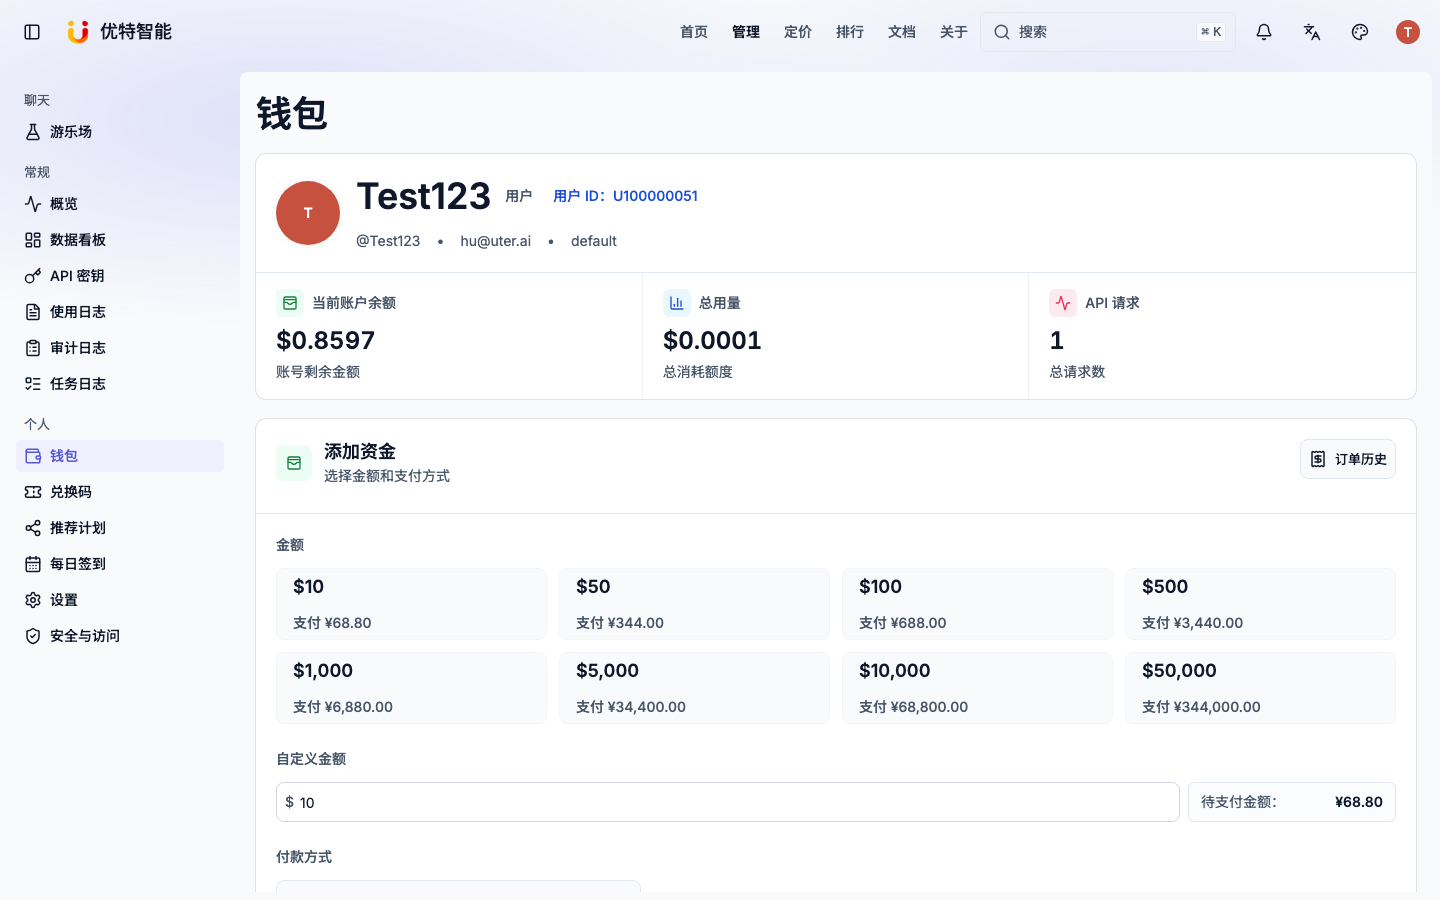 优特智能
首页 管理 定价 排行 文档 关于 搜索 ⌘ K T
聊天
游乐场
常规
概览
数据看板
API 密钥
使用日志
审计日志
任务日志
个人
钱包
兑换码
推荐计划
每日签到
设置
安全与访问
钱包
T
Test123 用户 用户 ID：U100000051
@Test123 • hu@uter.ai • default
当前账户余额
$0.8597
账号剩余金额
总用量
$0.0001
总消耗额度
API 请求
1
总请求数
添加资金
选择金额和支付方式
订单历史
金额
$10
支付 ¥68.80
$50
支付 ¥344.00
$100
支付 ¥688.00
$500
支付 ¥3,440.00
$1,000
支付 ¥6,880.00
$5,000
支付 ¥34,400.00
$10,000
支付 ¥68,800.00
$50,000
支付 ¥344,000.00
自定义金额
$ 10
待支付金额： ¥68.80
付款方式